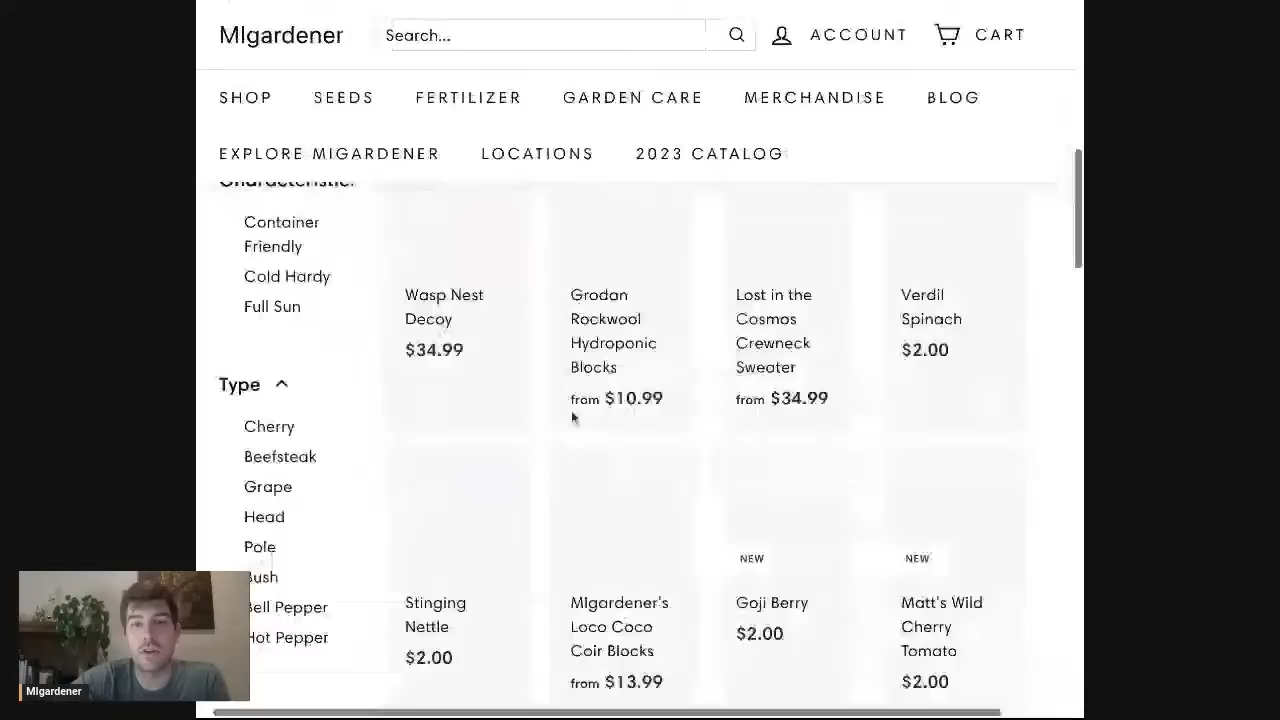 MIgardener
Search...
ACCOUNT
CART
SHOP
SEEDS
FERTILIZER
GARDEN CARE
MERCHANDISE
BLOG
EXPLORE MIGARDENER
LOCATIONS
2023 CATALOG
Container
Friendly
Cold Hardy
Full Sun
Type
Cherry
Beefsteak
Grape
Head
Pole
Wasp Nest
Decoy
$34.99
Grodan
Rockwool
Hydroponic
Blocks
from $10.99
Lost in the
Cosmos
Crewneck
Sweater
from $34.99
Verdil
Spinach
$2.00
Stinging
Nettle
$2.00
MIgardener's
Loco Coco
Coir Blocks
from $13.99
NEW
Goji Berry
$2.00
NEW
Matt's Wild
Cherry
Tomato
$2.00
ush
ell Pepper
Hot Pepper
MIgardener